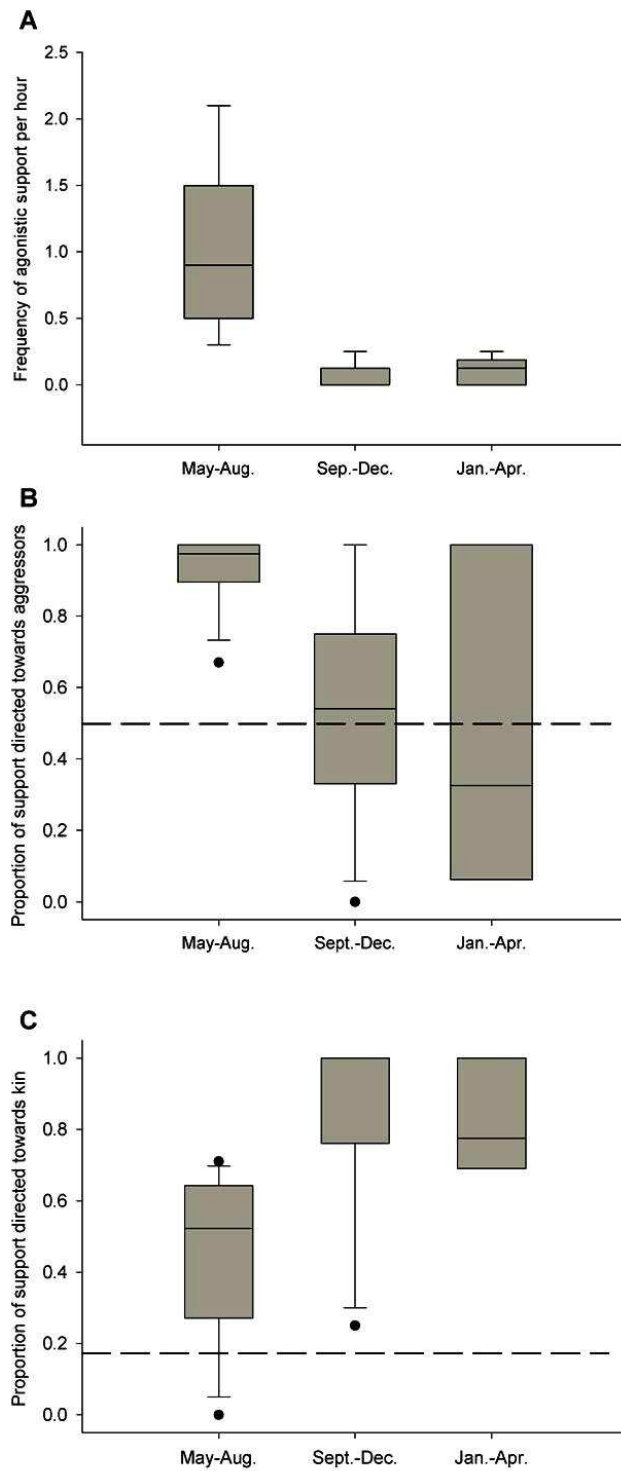 A
Frequency of agonistic support per hour
2.5
2.0
1.5
1.0
0.5
0.0
May-Aug.
Sep.-Dec.
Jan.-Apr.
B
Proportion of support directed towards aggressors
1.0
0.8
0.6
0.4
0.2
0.0
May-Aug.
Sept.-Dec.
Jan.-Apr.
C
Proportion of support directed towards kin
1.0
0.8
0.6
0.4
0.2
0.0
May-Aug.
Sept.-Dec.
Jan.-Apr.